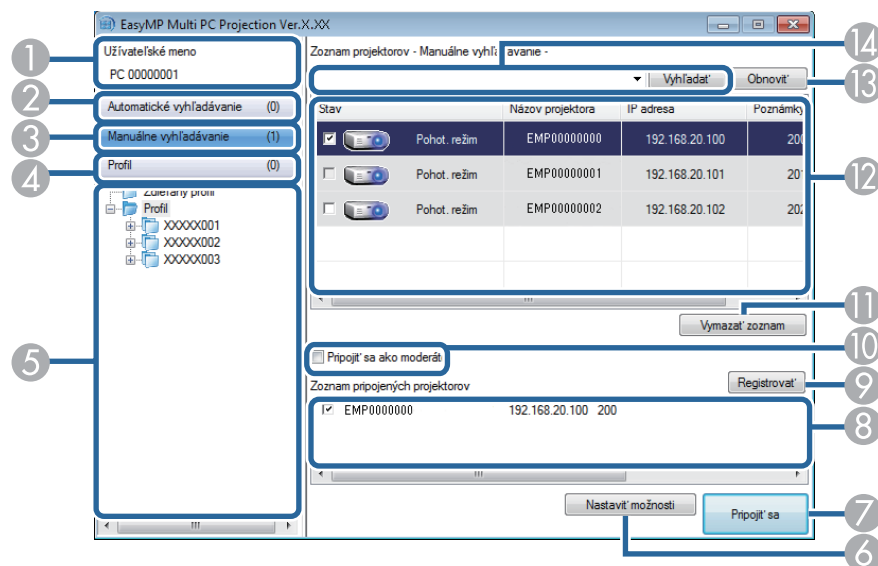 EasyMP Multi PC Projection Ver.X.XX
Užívateľské meno
PC 00000001
Automatické vyhľadávanie (0)
Manuálne vyhľadávanie (1)
Profil (0)
Profil
XXXXX001
XXXXX002
XXXXX003
Zoznam projektorov - Manuálne vyhľadávanie -
Vyhľadať Obnoviť
Stav Názov projektora IP adresa Poznámky
Pohot. režim EMP00000000 192.168.20.100 200
Pohot. režim EMP00000001 192.168.20.101 201
Pohot. režim EMP00000002 192.168.20.102 202
Vymazať zoznam
Pripojiť sa ako moderát
Zoznam pripojených projektorov Registrovať
EMP0000000 192.168.20.100 200
Nastaviť možnosti Pripojiť sa
1
2
3
4
5
6
7
8
9
10
11
12
13
14